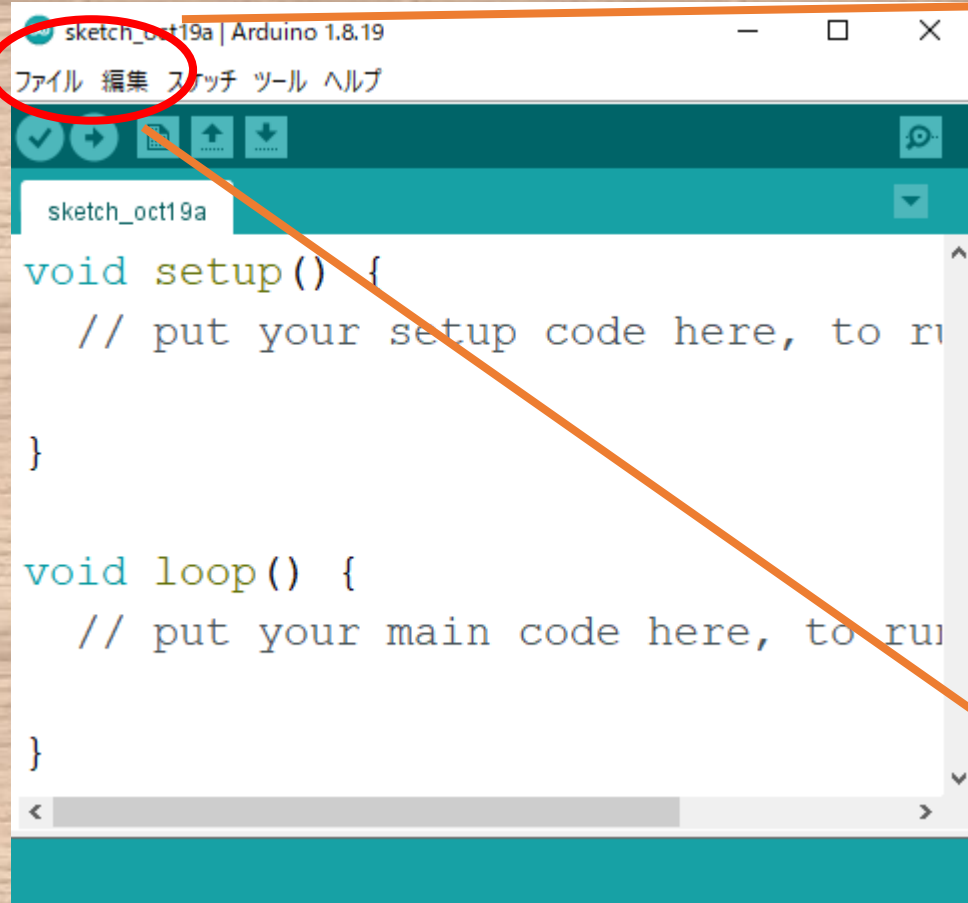 sketch_oct19a | Arduino 1.8.19
ファイル 編集 スケッチ ツール ヘルプ
sketch_oct19a
void setup() {
  // put your setup code here, to ru

}

void loop() {
  // put your main code here, to run

}